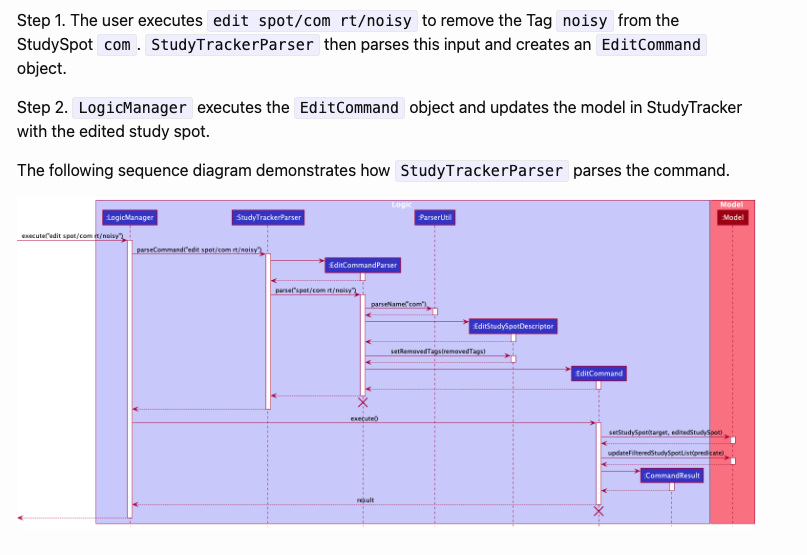 Step 1. The user executes edit spot/com rt/noisy to remove the Tag noisy from the
StudySpot com. StudyTrackerParser then parses this input and creates an EditCommand
object.
Step 2. LogicManager executes the EditCommand object and updates the model in StudyTracker
with the edited study spot.
The following sequence diagram demonstrates how StudyTrackerParser parses the command.
Logic
Model
:LogicManager
:StudyTrackerParser
:ParserUtil
:Model
execute("edit spot/com rt/noisy")
parseCommand("edit spot/com rt/noisy")
:EditCommandParser
parse("spot/com rt/noisy")
parseName("com")
:EditStudySpotDescriptor
setRemovedTags(removedTags)
:EditCommand
execute()
setStudySpot(target, editedStudySpot)
updateFilteredStudySpotList(predicate)
:CommandResult
result